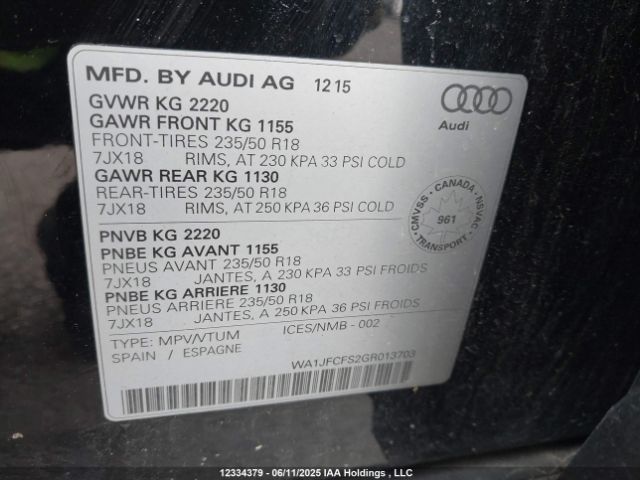 MFD. BY AUDI AG 12 15
Audi
GVWR KG 2220
GAWR FRONT KG 1155
FRONT-TIRES 235/50 R18
7JX18 RIMS, AT 230 KPA 33 PSI COLD
GAWR REAR KG 1130
REAR-TIRES 235/50 R18
7JX18 RIMS, AT 250 KPA 36 PSI COLD
CMVSS - CANADA - NSVAC
961
TRANSPORT
PNVB KG 2220
PNBE KG AVANT 1155
PNEUS AVANT 235/50 R18
7JX18 JANTES, A 230 KPA 33 PSI FROIDS
PNBE KG ARRIERE 1130
PNEUS ARRIERE 235/50 R18
7JX18 JANTES, A 250 KPA 36 PSI FROIDS
TYPE: MPV/VTUM ICES/NMB - 002
SPAIN / ESPAGNE
WA1JFCFS2GR013703
12334379 - 06/11/2025 IAA Holdings , LLC